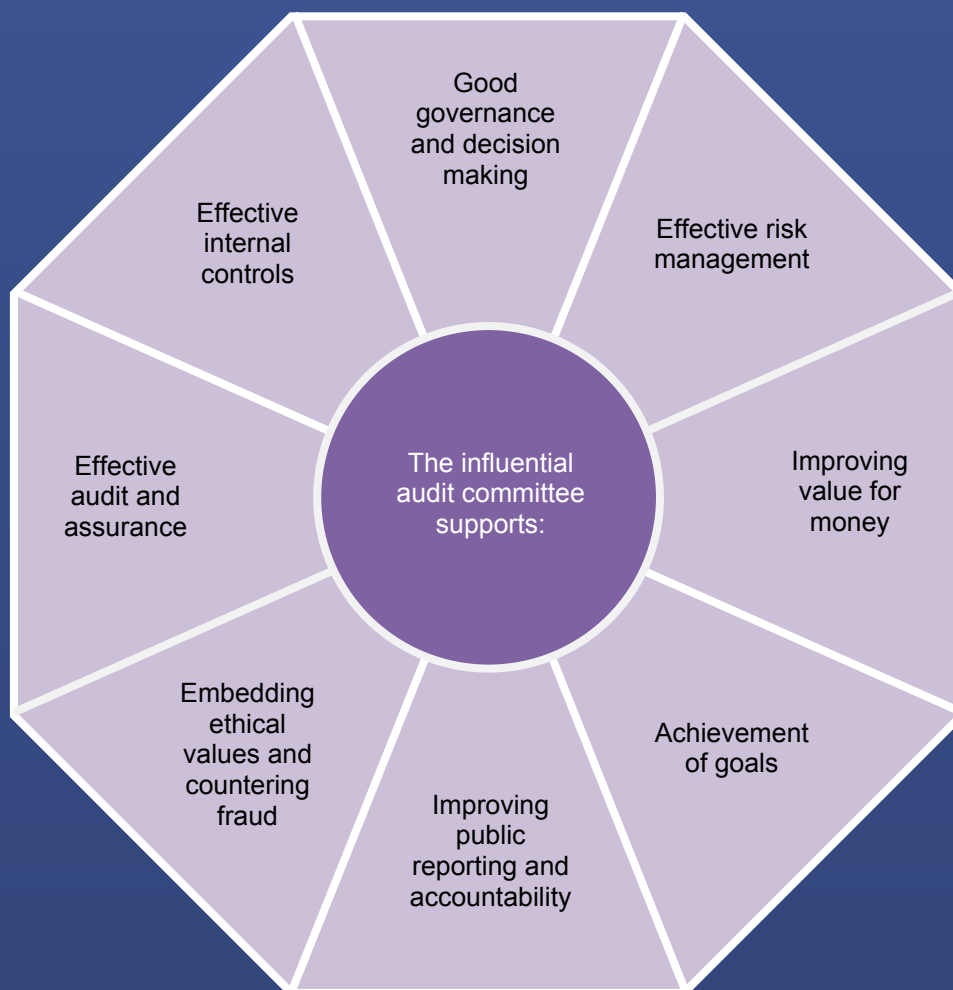 Good
governance
and decision
making
Effective risk
management
Improving
value for
money
Achievement
of goals
Improving
public
reporting and
accountability
Embedding
ethical
values and
countering
fraud
Effective
audit and
assurance
Effective
internal
controls
The influential
audit committee
supports: